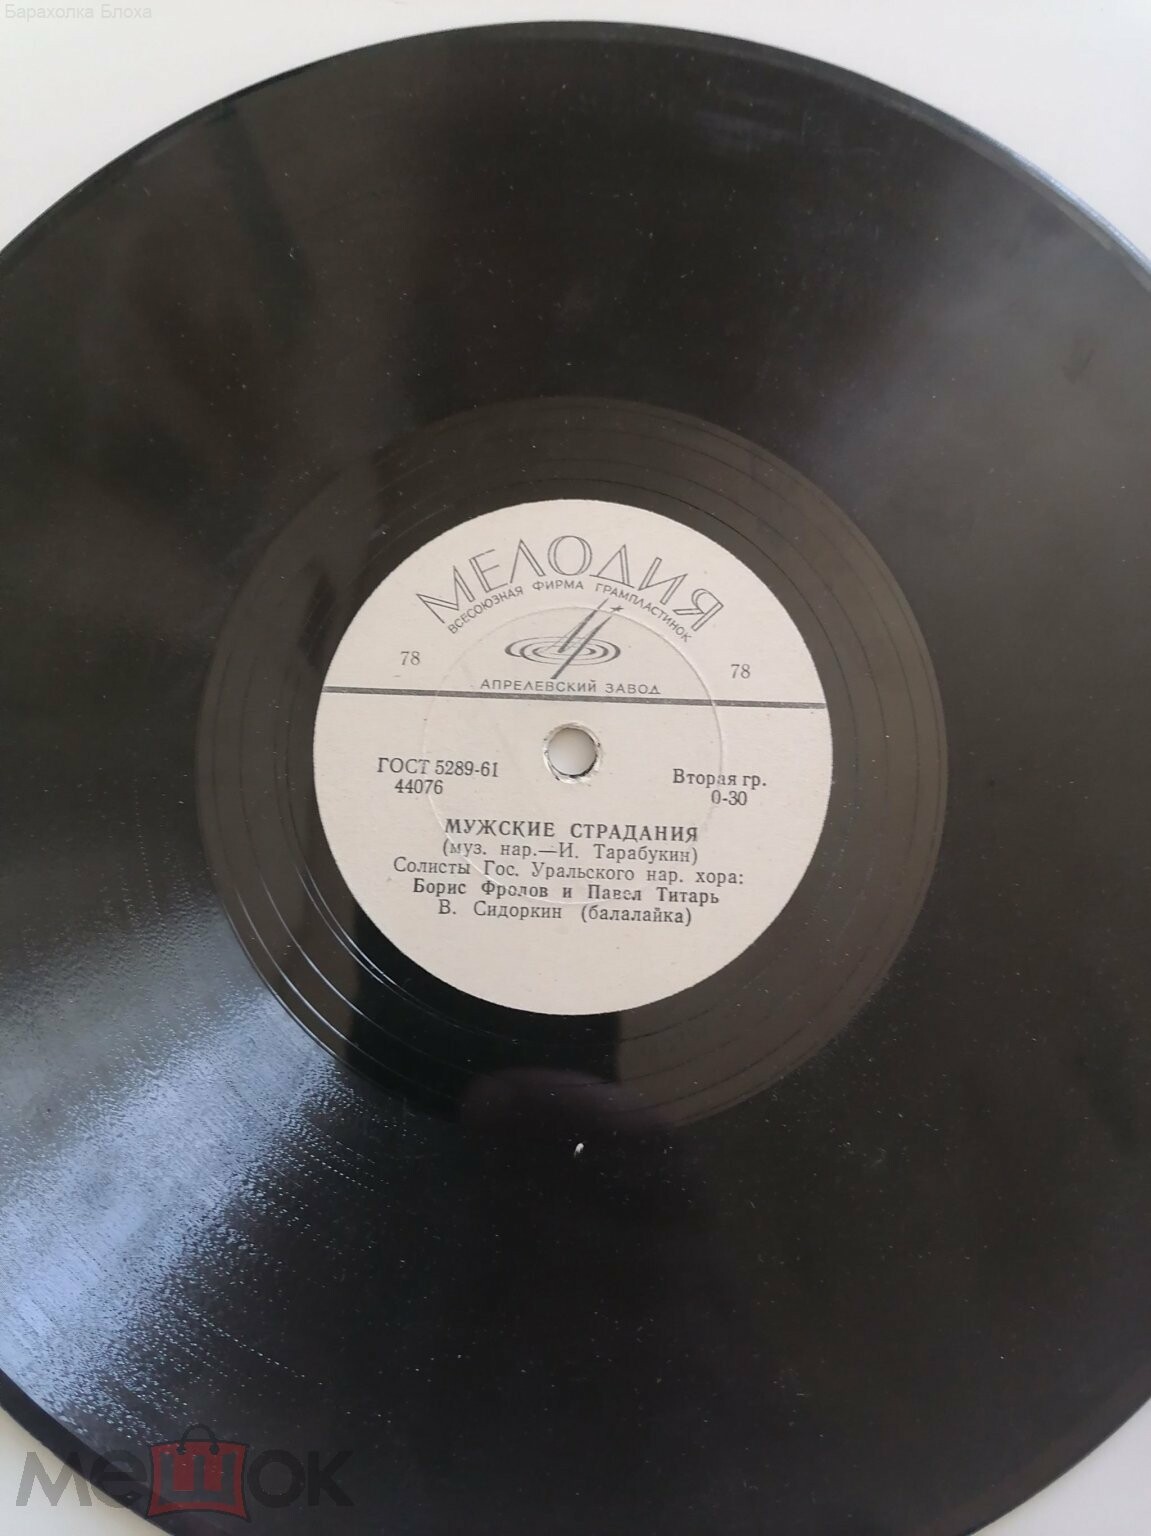 Барахолка Блоха
МЕЛОДИЯ
ВСЕСОЮЗНАЯ ФИРМА ГРАМПЛАСТИНОК
78
78
АПРЕЛЕВСКИЙ ЗАВОД
ГОСТ 5289-61
Вторая гр.
44076
0-30
МУЖСКИЕ СТРАДАНИЯ
(муз. нар.—И. Тарабукин)
Солисты Гос. Уральского нар. хора:
Борис Фролов и Павел Титарь
В. Сидоркин (балалайка)
мешок